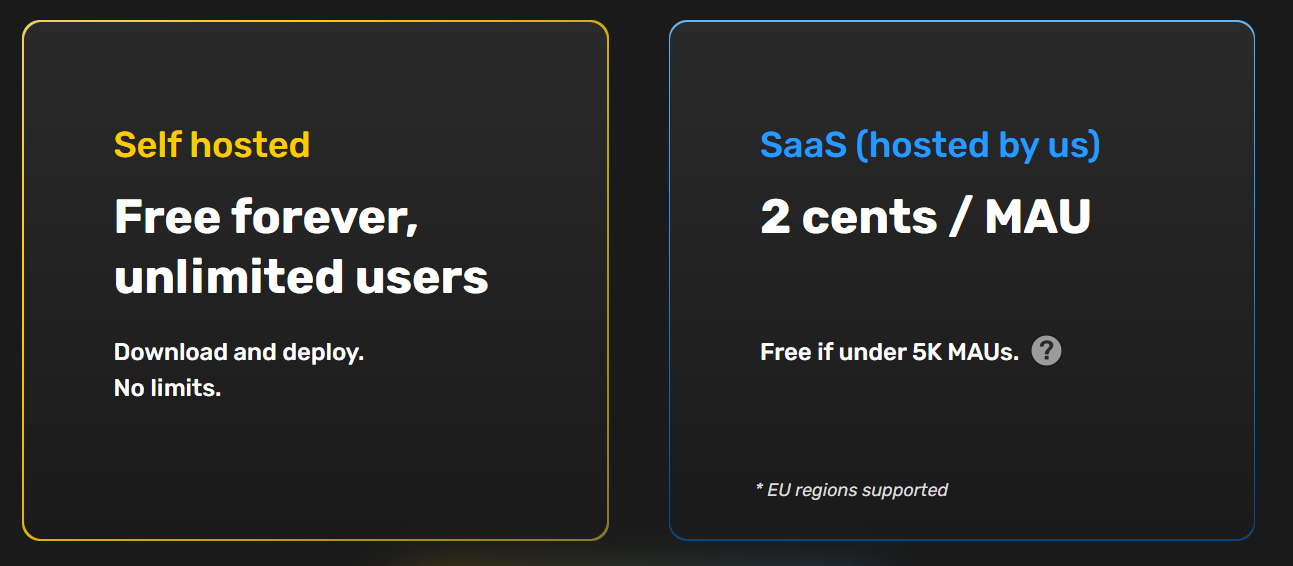 Self hosted
Free forever,
unlimited users
Download and deploy.
No limits.
SaaS (hosted by us)
2 cents / MAU
Free if under 5K MAUs. ?
* EU regions supported